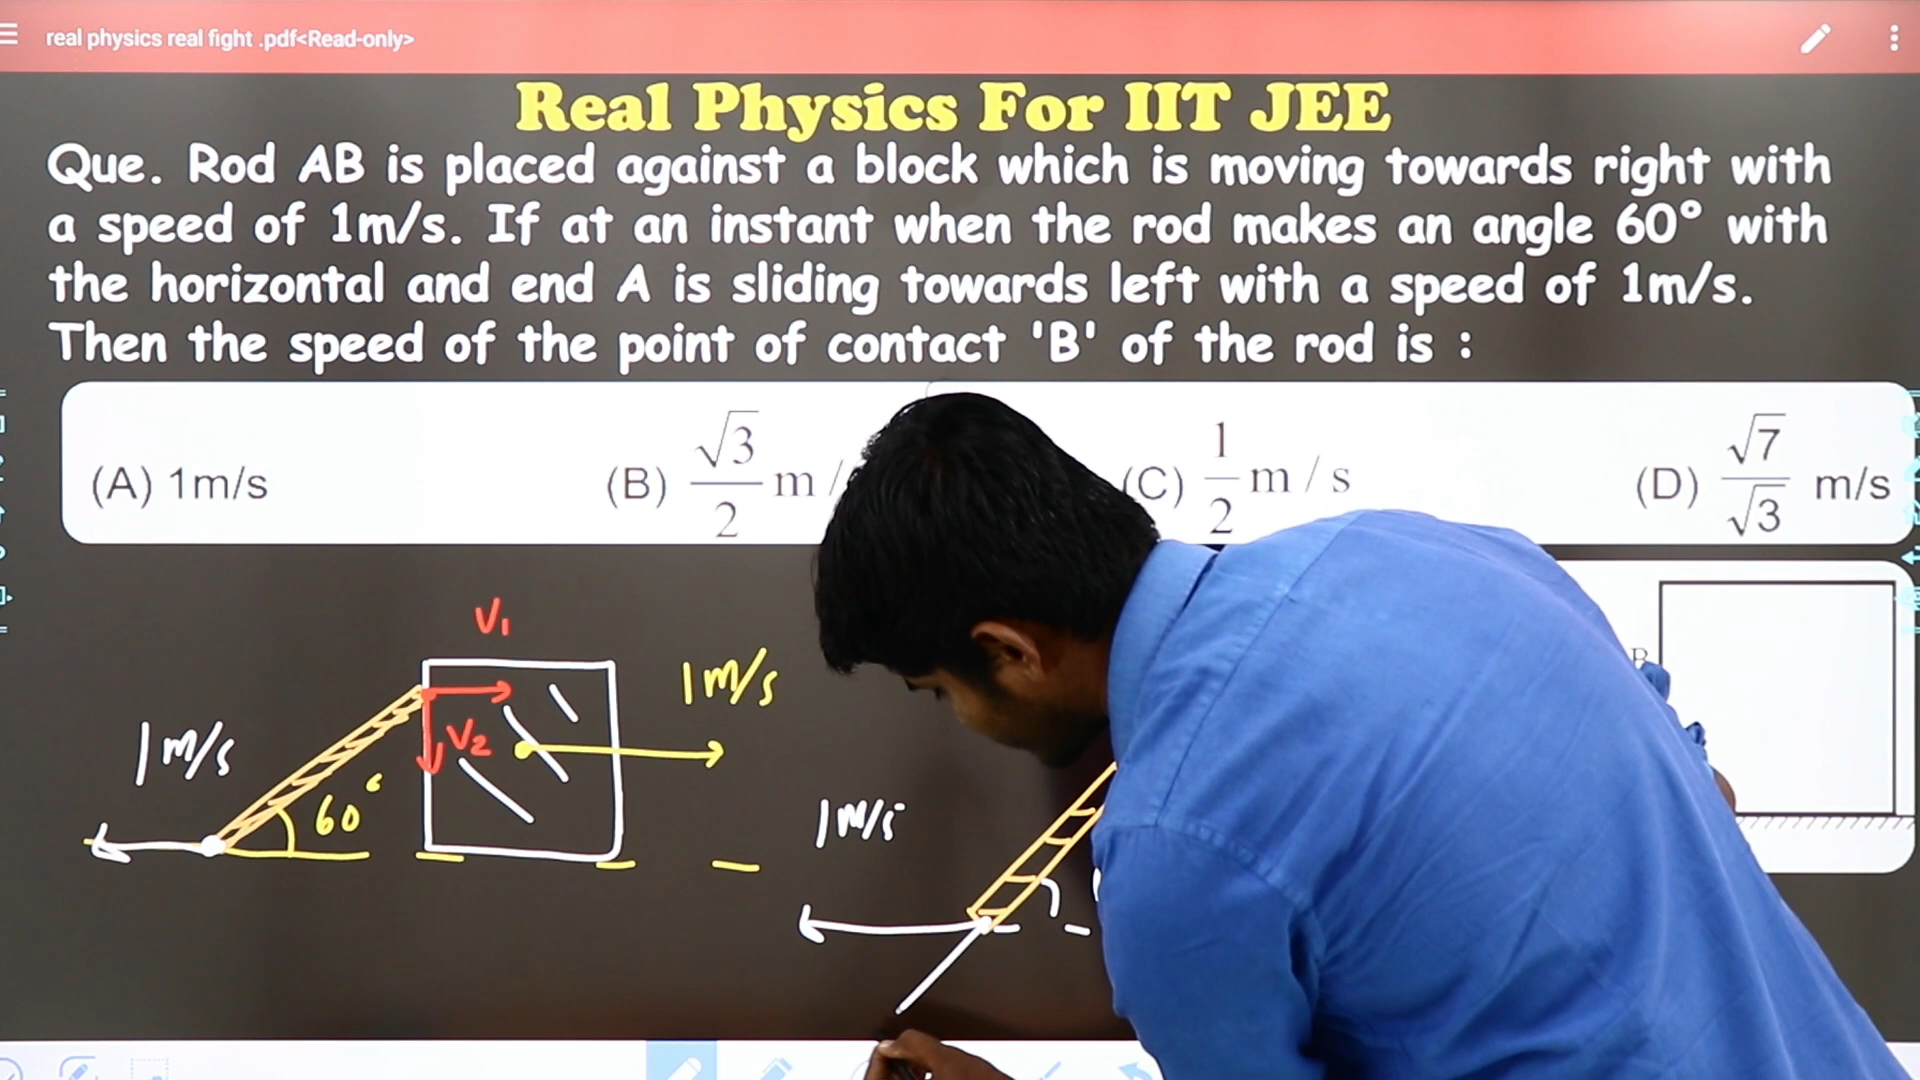 real physics real fight .pdf<Read-only>
Real Physics For IIT JEE
Que. Rod AB is placed against a block which is moving towards right with
a speed of 1m/s. If at an instant when the rod makes an angle 60° with
the horizontal and end A is sliding towards left with a speed of 1m/s.
Then the speed of the point of contact 'B' of the rod is :
(A) 1m/s (B) √3/2 m/ (C) 1/2 m / s (D) √7/√3 m/s
V₁
1m/s
1m/s
V₂
60°
1m/s
B